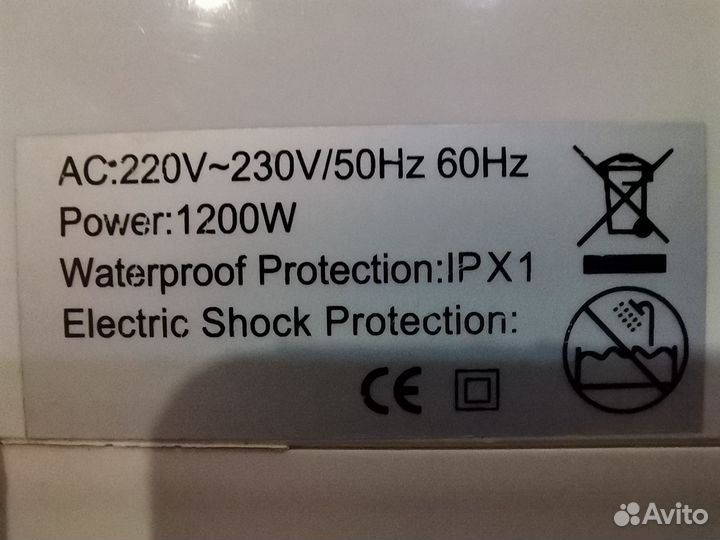 AC:220V~230V/50Hz 60Hz
Power:1200W
Waterproof Protection:IPX1
Electric Shock Protection:
CE
Avito